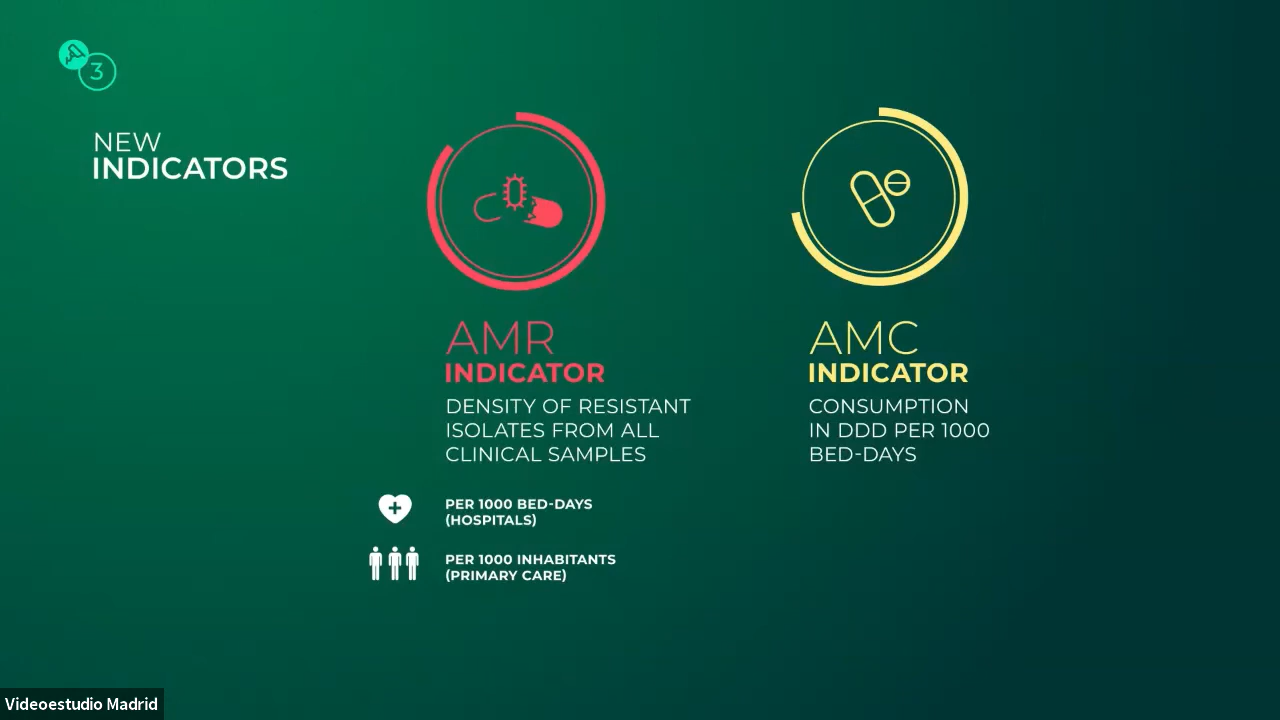 3
NEW
INDICATORS
AMR
INDICATOR
DENSITY OF RESISTANT
ISOLATES FROM ALL
CLINICAL SAMPLES
PER 1000 BED-DAYS
(HOSPITALS)
PER 1000 INHABITANTS
(PRIMARY CARE)
AMC
INDICATOR
CONSUMPTION
IN DDD PER 1000
BED-DAYS
Videoestudio Madrid